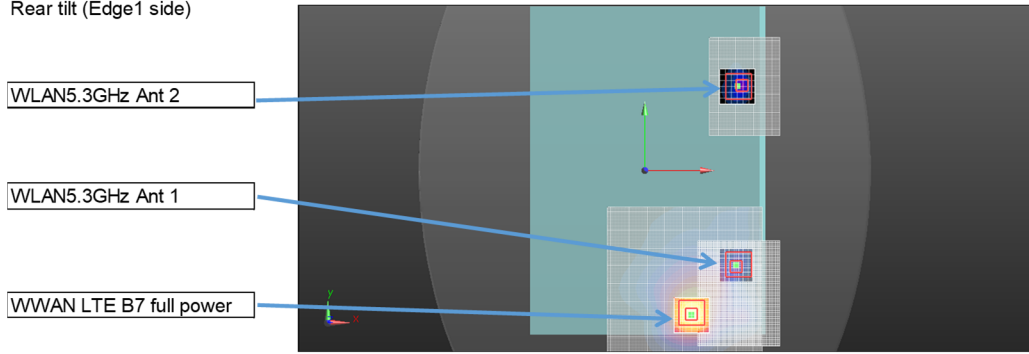 Rear tilt (Edge1 side)
WLAN5.3GHz Ant 2
WLAN5.3GHz Ant 1
WWAN LTE B7 full power
y
x